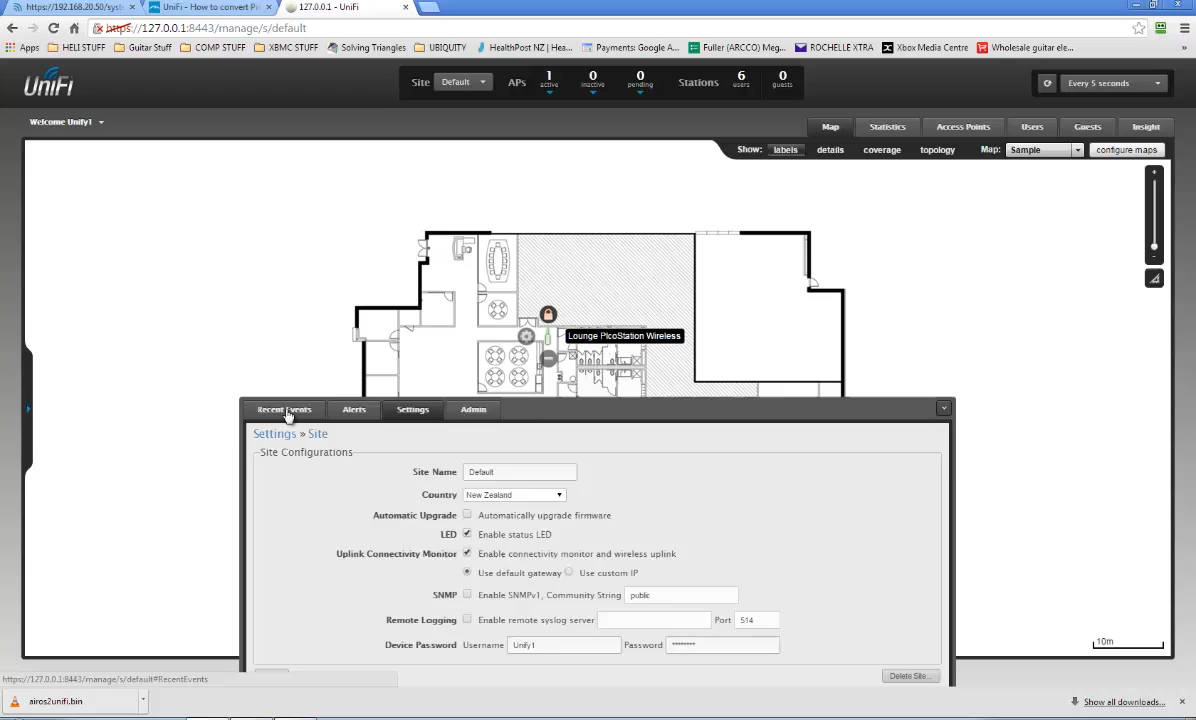 https://192.168.20.50/syst
UniFi - How to convert Pi
127.0.0.1 - UniFi
https://127.0.0.1:8443/manage/s/default
Apps HELI STUFF Guitar Stuff COMP STUFF XBMC STUFF Solving Triangles UBIQUITY HealthPost NZ | Hea... Payments: Google A... Fuller (ARCCO) Meg... ROCHELLE XTRA Xbox Media Centre Wholesale guitar ele... »
UniFi
Site Default APs 1 active 0 inactive 0 pending Stations 6 users 0 guests
Every 5 seconds
Welcome Unify1
Map Statistics Access Points Users Guests Insight
Show: labels details coverage topology Map: Sample configure maps
Lounge PIcoStation Wireless
Recent Events Alerts Settings Admin
Settings » Site
Site Configurations
Site Name Default
Country New Zealand
Automatic Upgrade Automatically upgrade firmware
LED Enable status LED
Uplink Connectivity Monitor Enable connectivity monitor and wireless uplink
Use default gateway Use custom IP
SNMP Enable SNMPv1, Community String public
Remote Logging Enable remote syslog server Port 514
Device Password Username Unify1 Password ********
10m
Delete Site...
https://127.0.0.1:8443/manage/s/default#RecentEvents
airos2unifi.bin
Show all downloads...